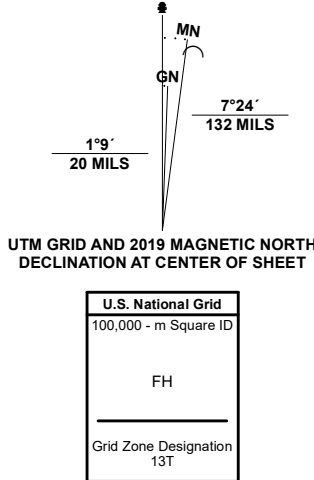 MN
GN
7°24´
132 MILS
1°9´
20 MILS
UTM GRID AND 2019 MAGNETIC NORTH
DECLINATION AT CENTER OF SHEET
U.S. National Grid
100,000 - m Square ID
FH
Grid Zone Designation
13T